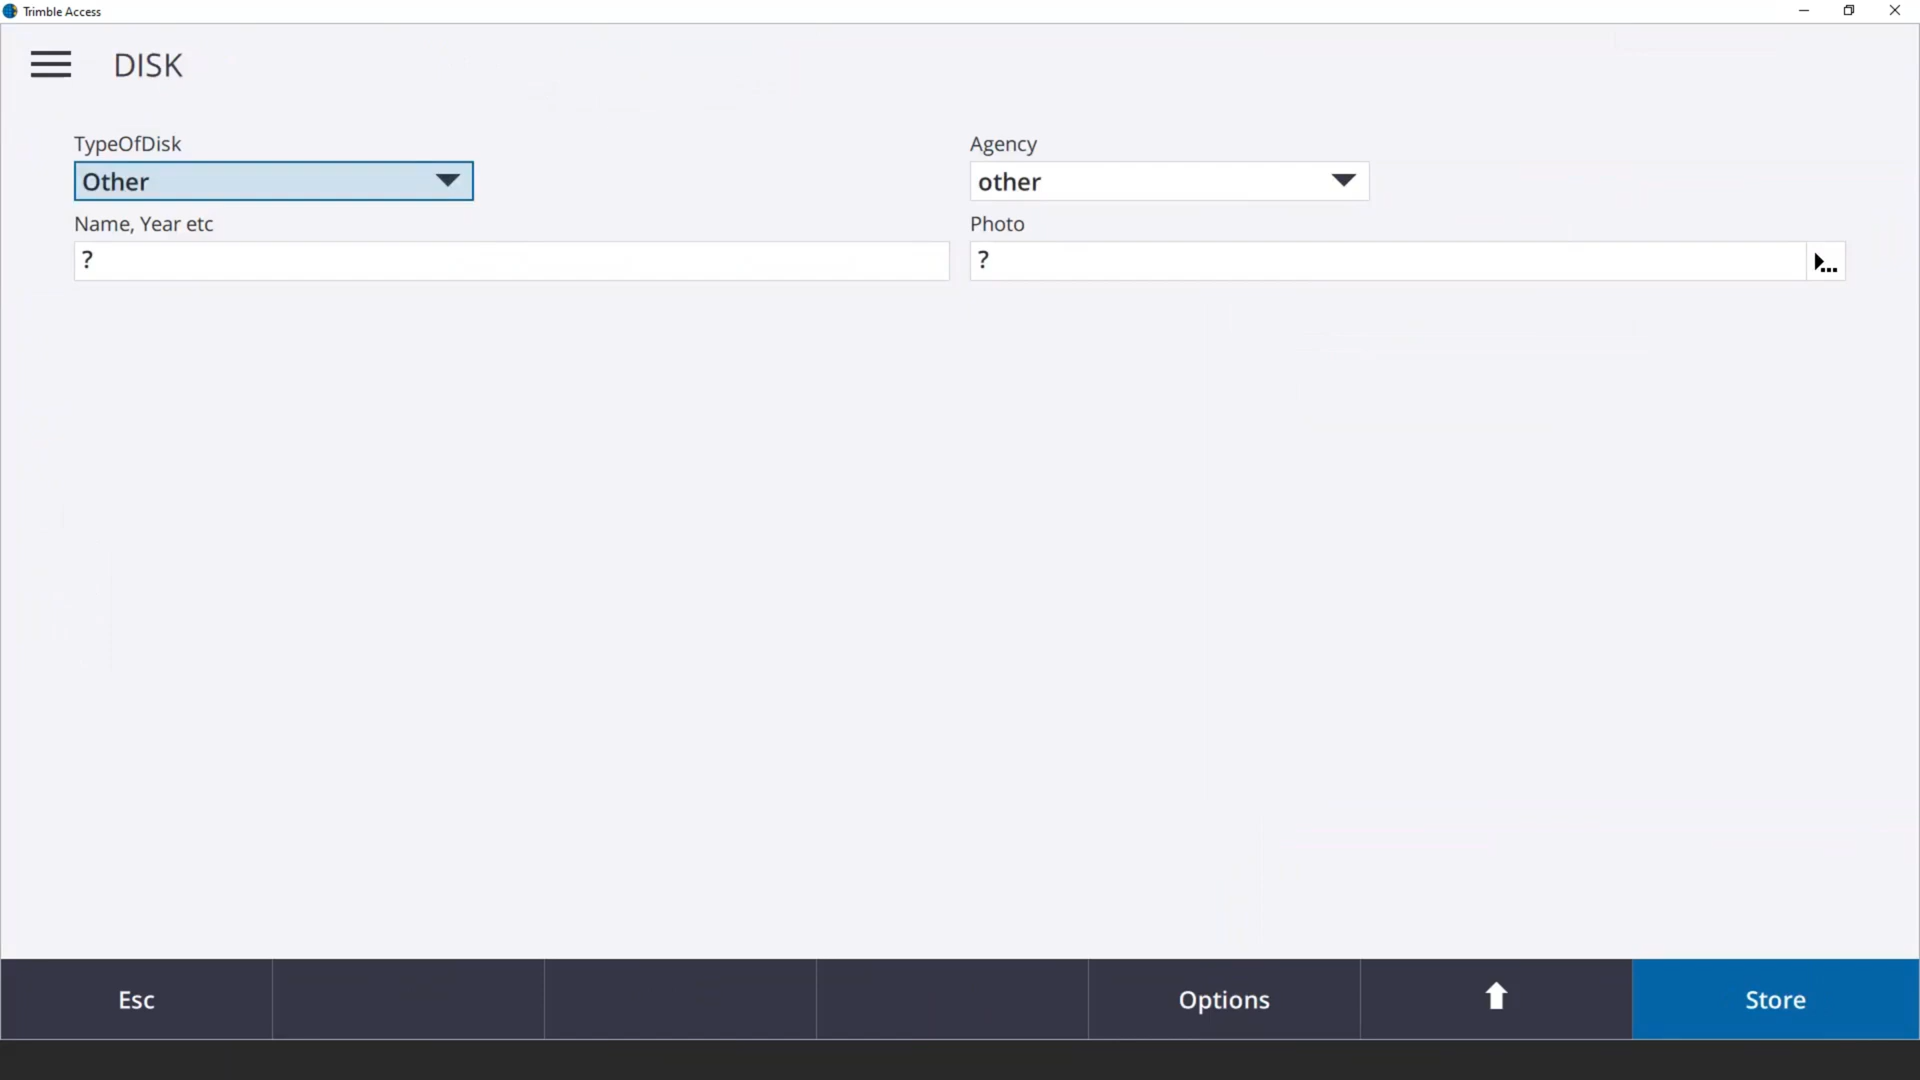 Trimble Access
DISK
TypeOfDisk
Agency
Other
other
Name, Year etc
Photo
?
?
Esc
Options
Store